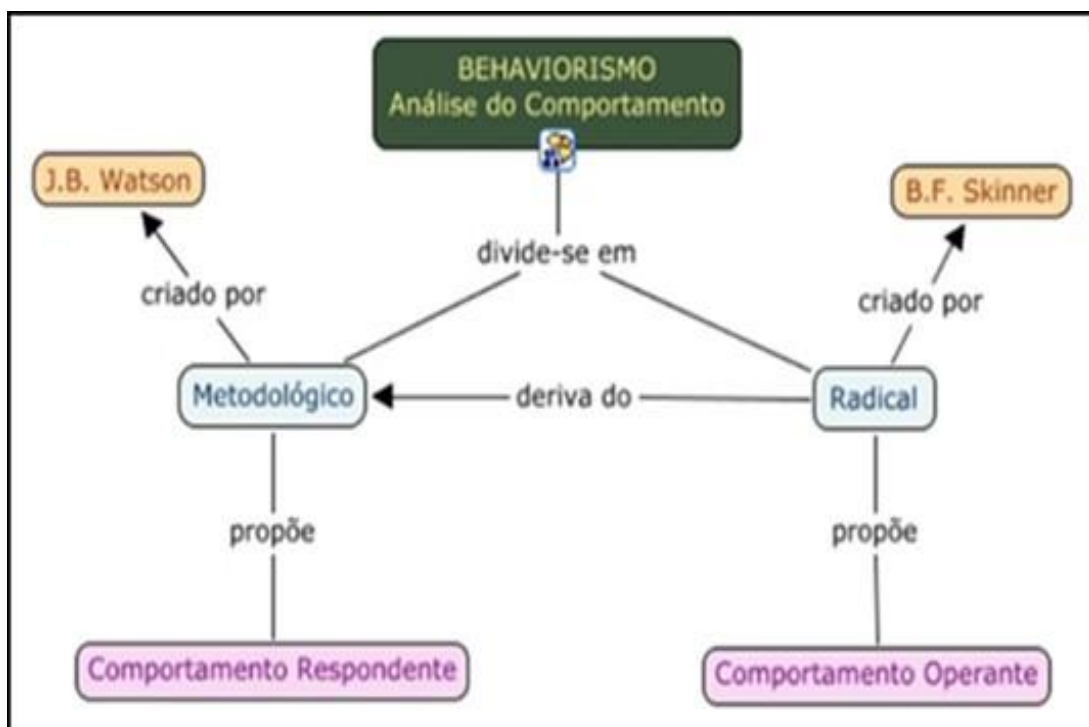 BEHAVIORISMO
Análise do Comportamento
J.B. Watson
B.F. Skinner
divide-se em
criado por
criado por
Metodológico
deriva do
Radical
propõe
propõe
Comportamento Respondente
Comportamento Operante